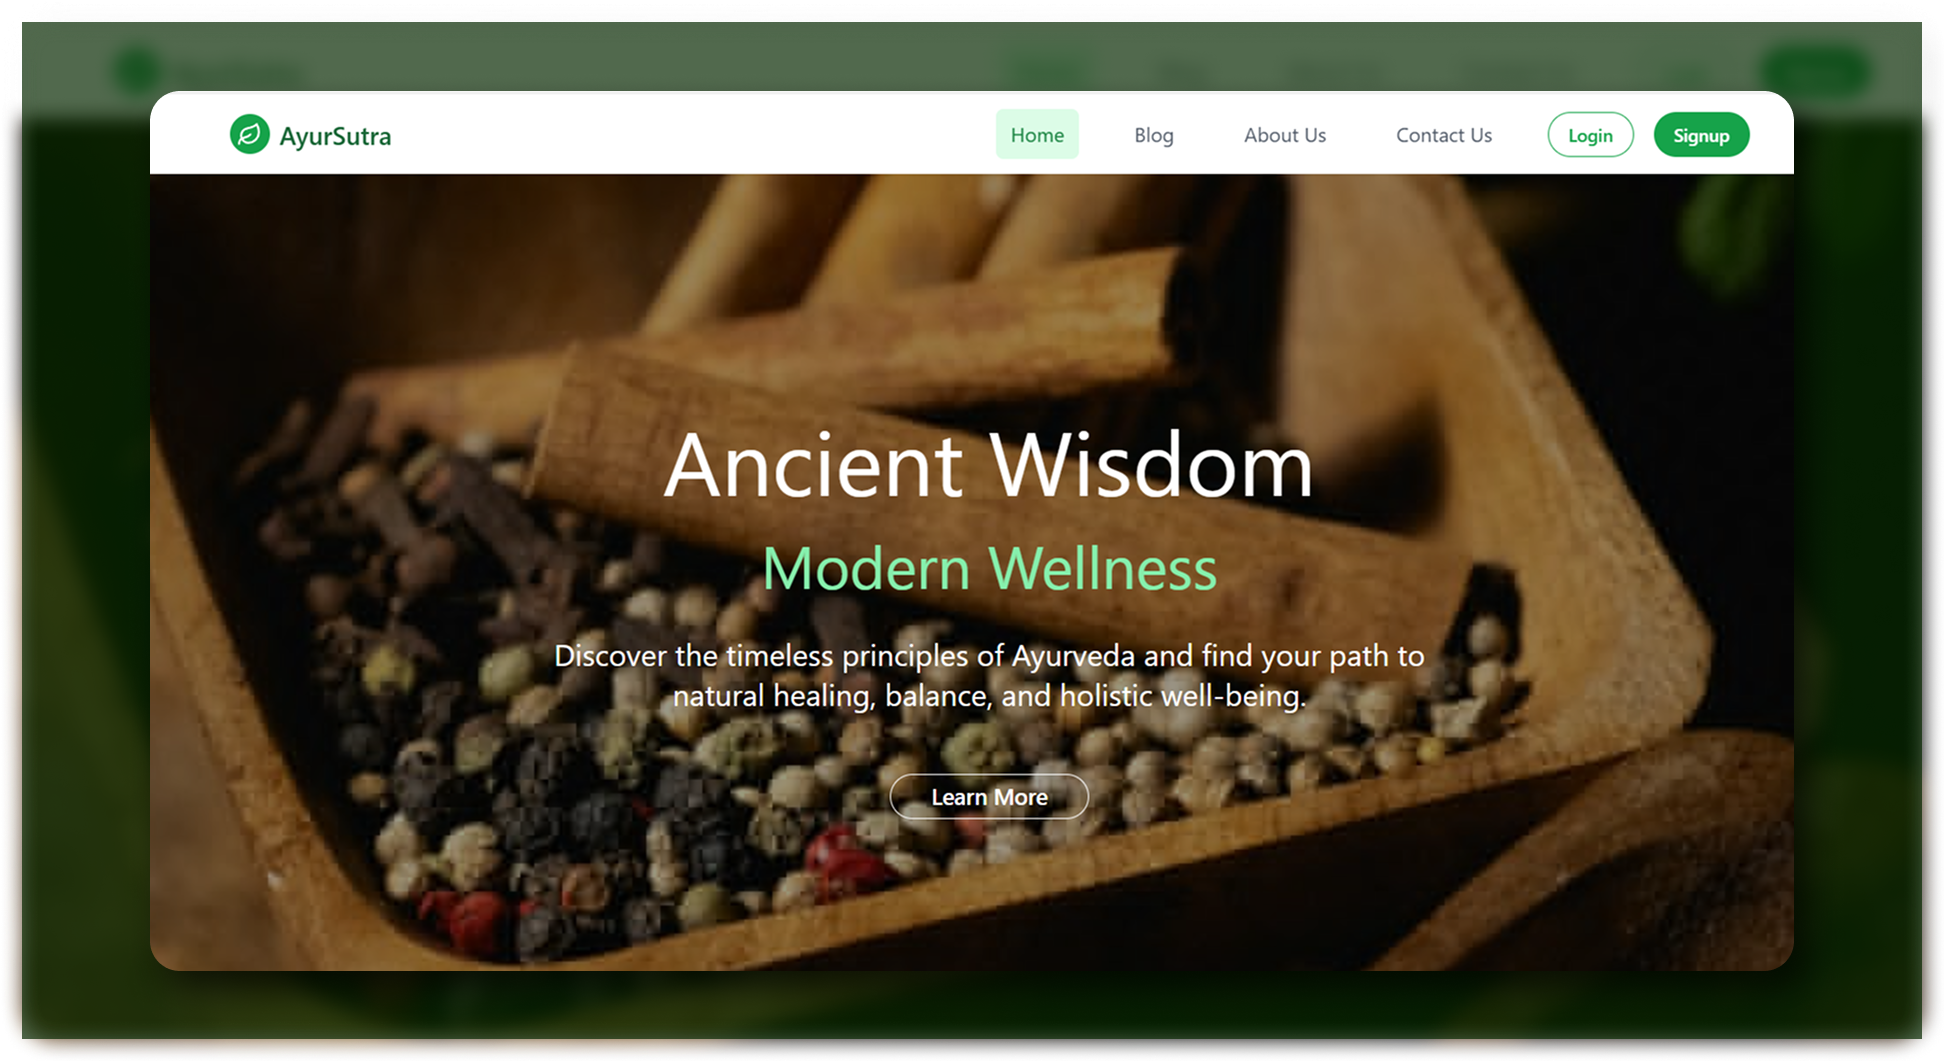 AyurSutra
Home
Blog
About Us
Contact Us
Login
Signup
Ancient Wisdom
Modern Wellness
Discover the timeless principles of Ayurveda and find your path to
natural healing, balance, and holistic well-being.
Learn More